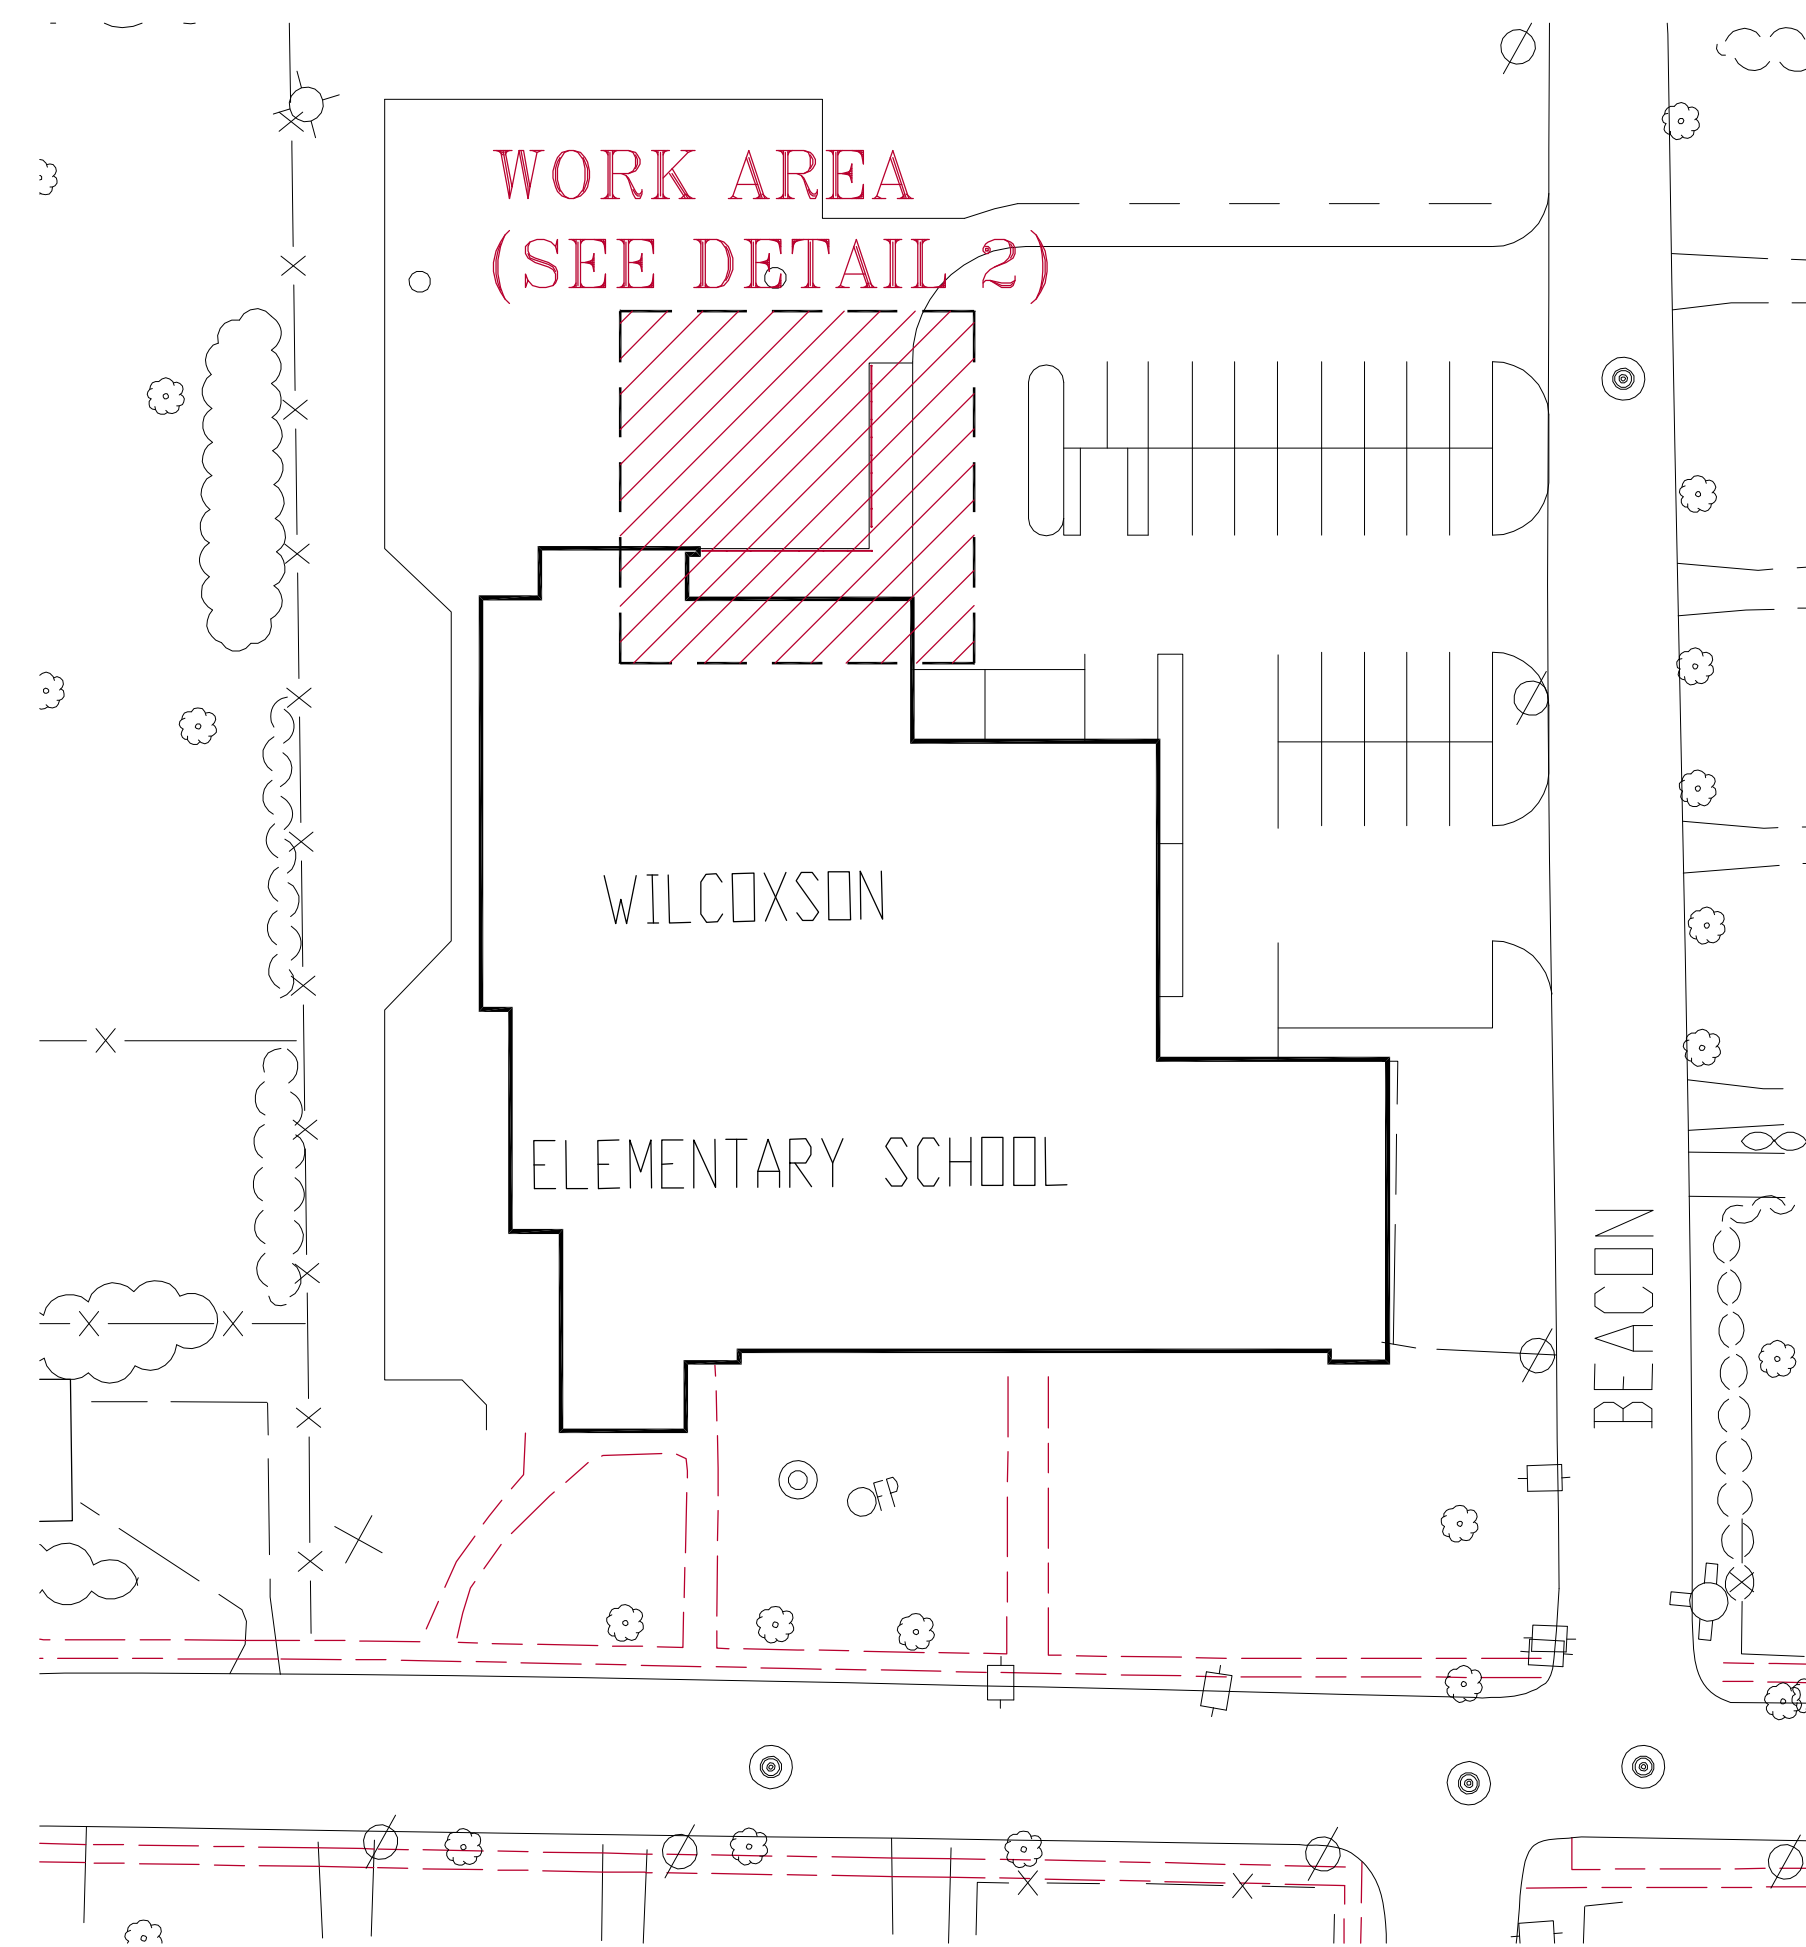 WORK AREA
(SEE DETAIL 2)
WILCOXSON
ELEMENTARY SCHOOL
BEACON
FP